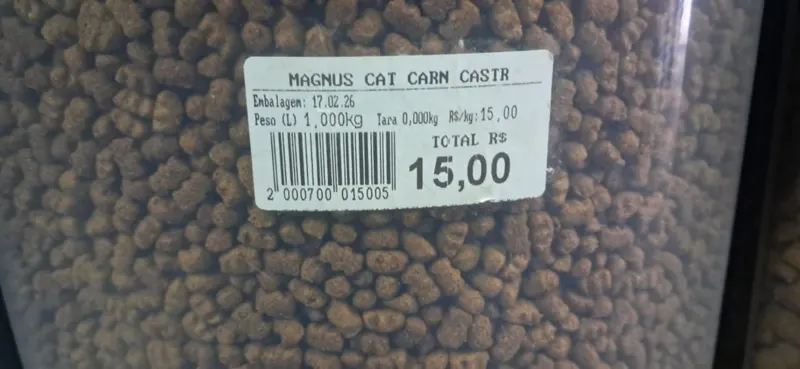 MAGNUS CAT CARN CASTR
Embalagem: 17.02.26
Peso (L) 1,000kg Tara 0,000kg R$/kg: 15,00
TOTAL R$
15,00
2 000700 015005